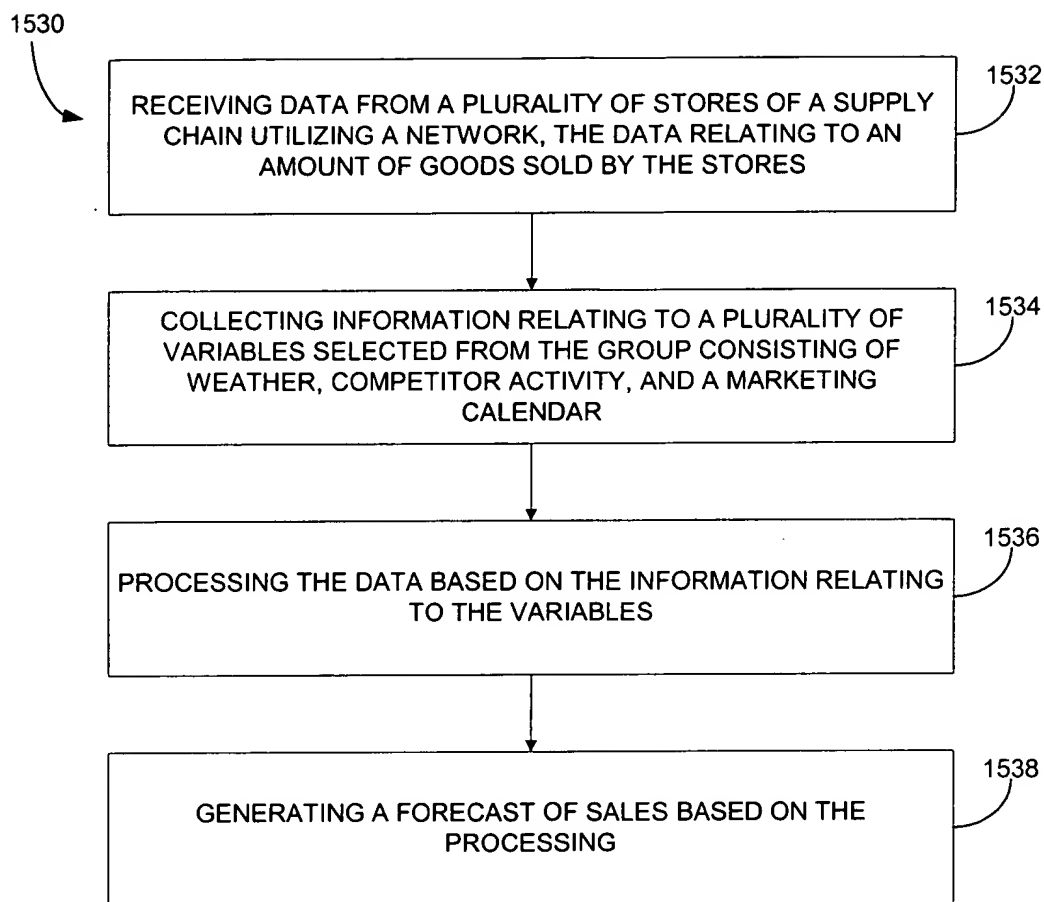 1530
1532
RECEIVING DATA FROM A PLURALITY OF STORES OF A SUPPLY
CHAIN UTILIZING A NETWORK, THE DATA RELATING TO AN
AMOUNT OF GOODS SOLD BY THE STORES
1534
COLLECTING INFORMATION RELATING TO A PLURALITY OF
VARIABLES SELECTED FROM THE GROUP CONSISTING OF
WEATHER, COMPETITOR ACTIVITY, AND A MARKETING
CALENDAR
1536
PROCESSING THE DATA BASED ON THE INFORMATION RELATING
TO THE VARIABLES
1538
GENERATING A FORECAST OF SALES BASED ON THE
PROCESSING